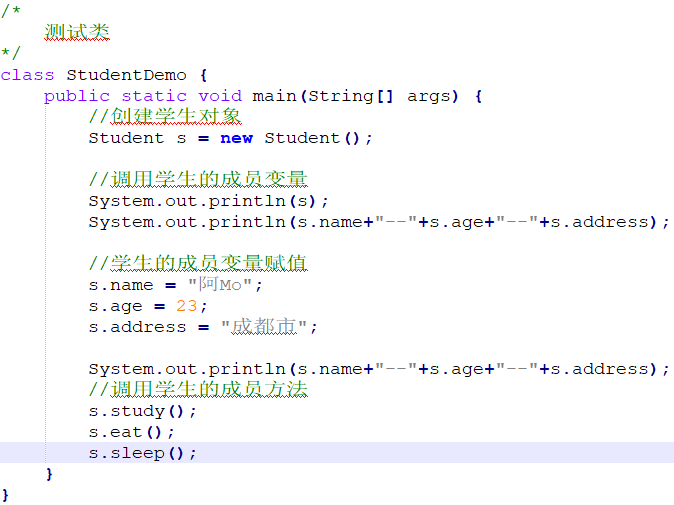 /*
    测试类
*/
class StudentDemo {
    public static void main(String[] args) {
        //创建学生对象
        Student s = new Student();

        //调用学生的成员变量
        System.out.println(s);
        System.out.println(s.name+"--"+s.age+"--"+s.address);

        //学生的成员变量赋值
        s.name = "阿Mo";
        s.age = 23;
        s.address = "成都市";

        System.out.println(s.name+"--"+s.age+"--"+s.address);
        //调用学生的成员方法
        s.study();
        s.eat();
        s.sleep();
    }
}